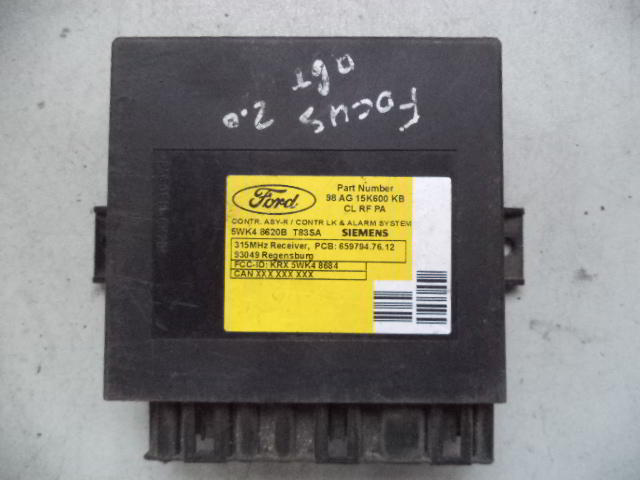 FOCUS 2.0
Ford
Part Number
98 AG 15K600 KB
CL RF PA
CONTR. ASY-R / CONTR LK & ALARM SYSTEM
5WK4 8620B T83SA SIEMENS
315MHz Receiver, PCB: 659794.76.12
93049 Regensburg
FCC-ID: KRX 5WK4 8684
CAN XXX XXX XXX